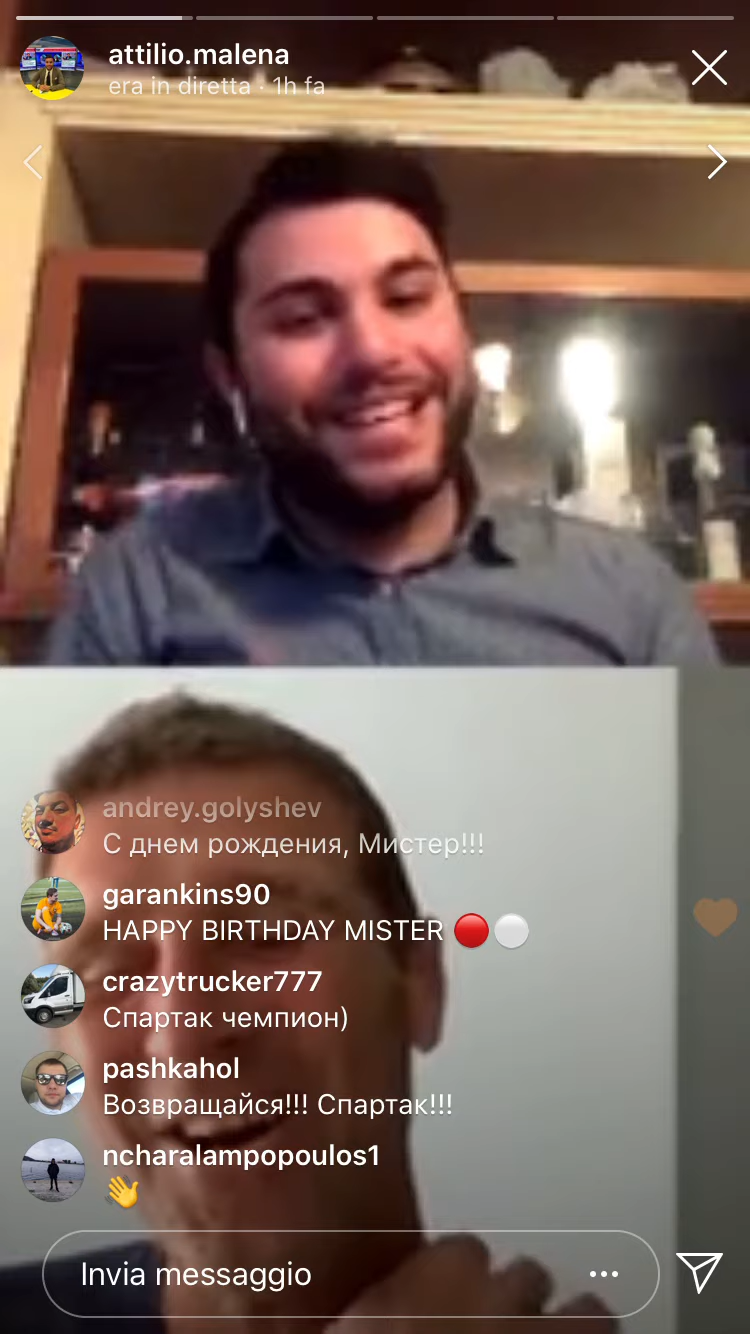 attilio.malena
era in diretta · 1h fa
andrey.golyshev
С днем рождения, Мистер!!!
garankins90
HAPPY BIRTHDAY MISTER 🔴⚪
crazytrucker777
Спартак чемпион)
pashkahol
Возвращайся!!! Спартак!!!
ncharalampopoulos1
👋
Invia messaggio